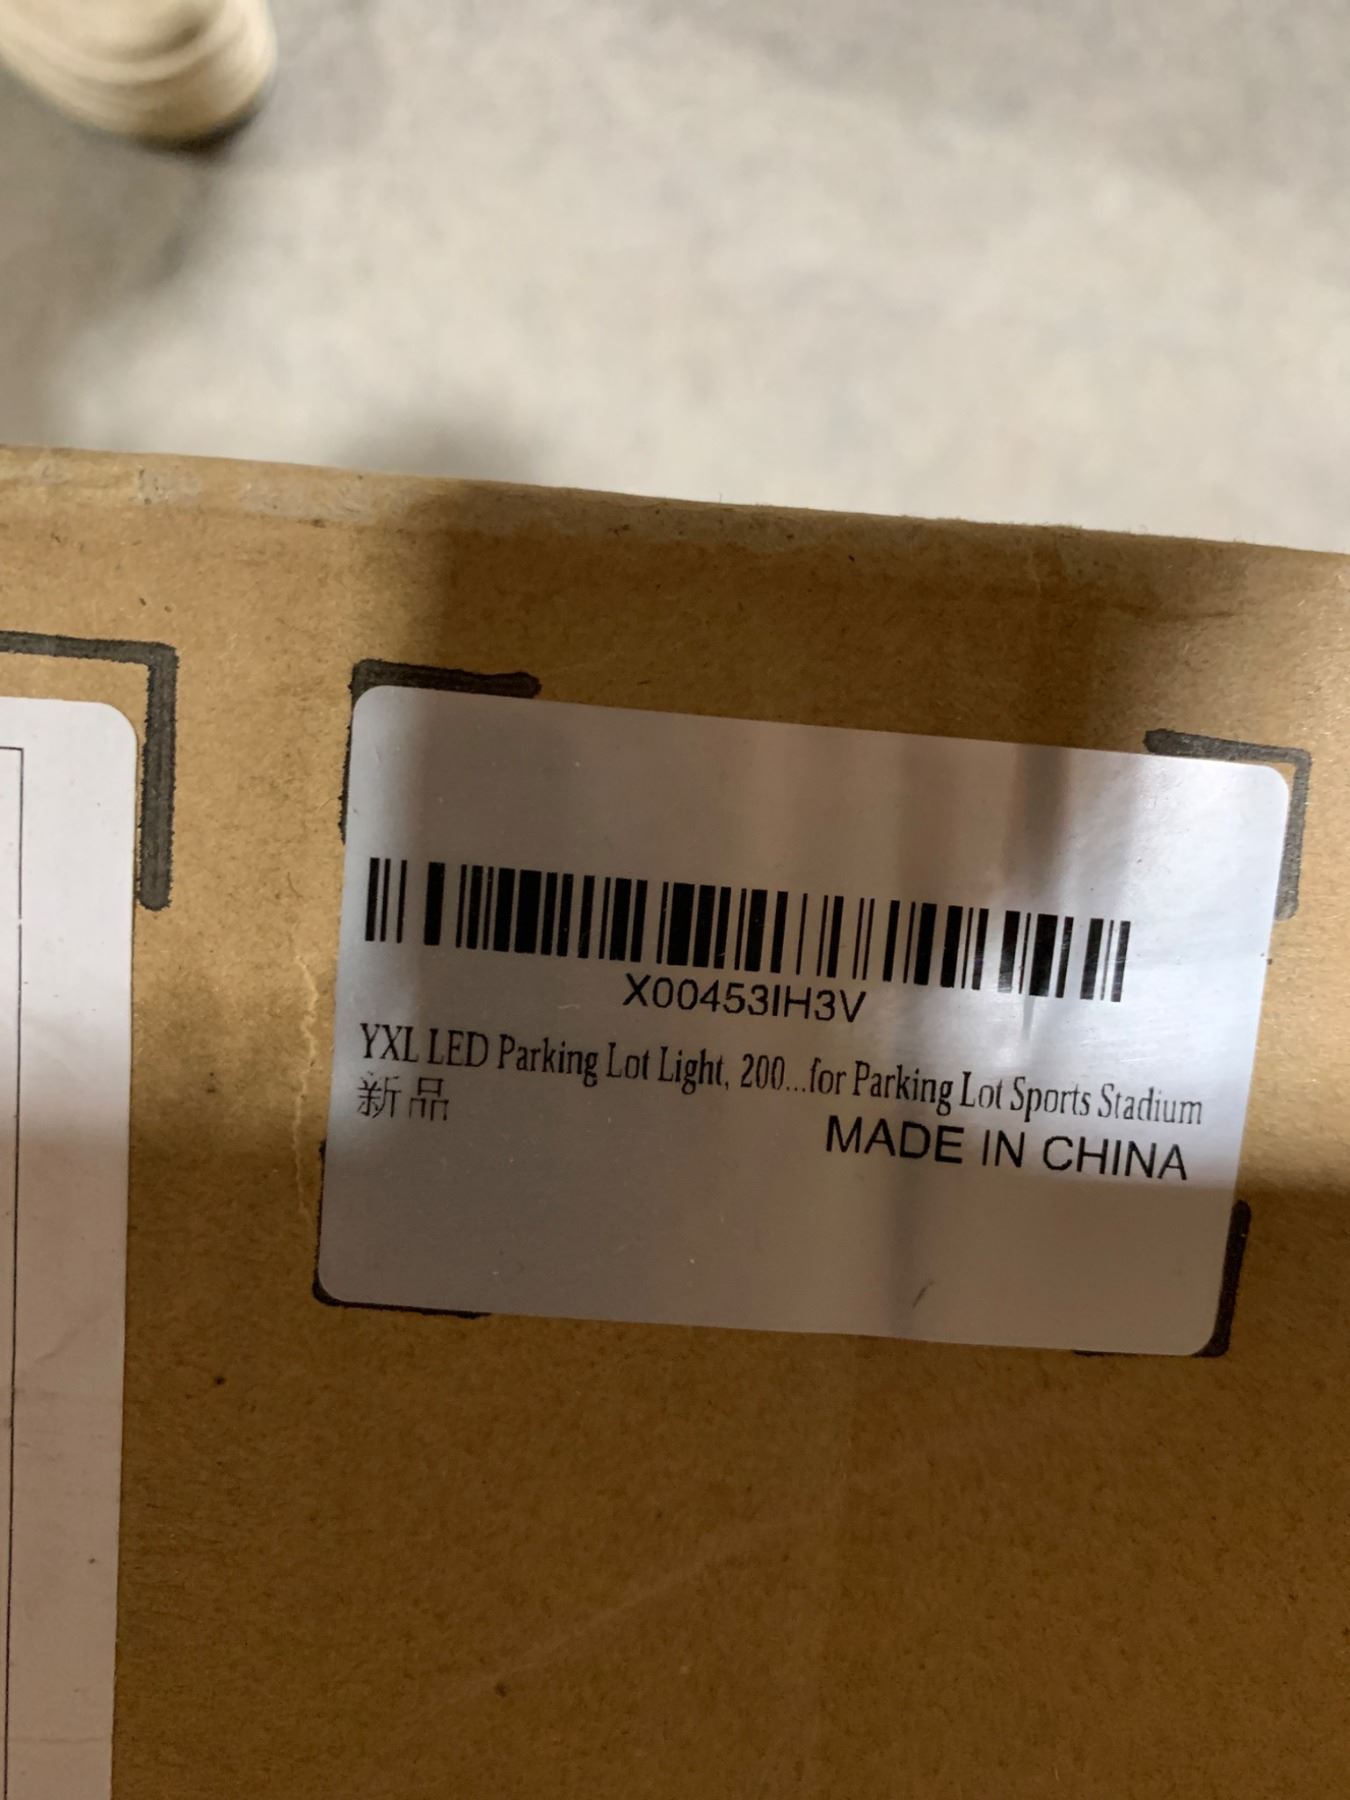 X00453IH3V
YXL LED Parking Lot Light, 200...for Parking Lot Sports Stadium
新品
MADE IN CHINA